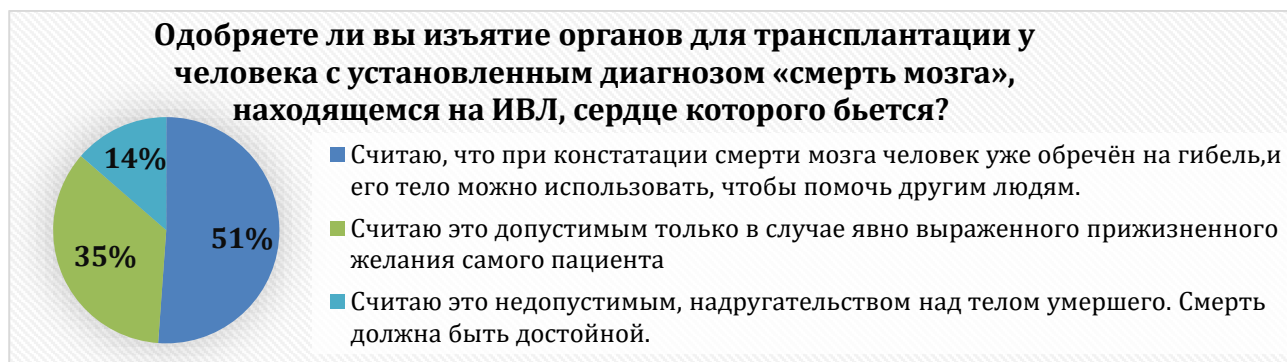 Одобряете ли вы изъятие органов для трансплантации у
человека с установленным диагнозом «смерть мозга»,
находящемся на ИВЛ, сердце которого бьется?
14%
51%
35%
Считаю, что при констатации смерти мозга человек уже обречён на гибель,и
его тело можно использовать, чтобы помочь другим людям.
Считаю это допустимым только в случае явно выраженного прижизненного
желания самого пациента
Считаю это недопустимым, надругательством над телом умершего. Смерть
должна быть достойной.